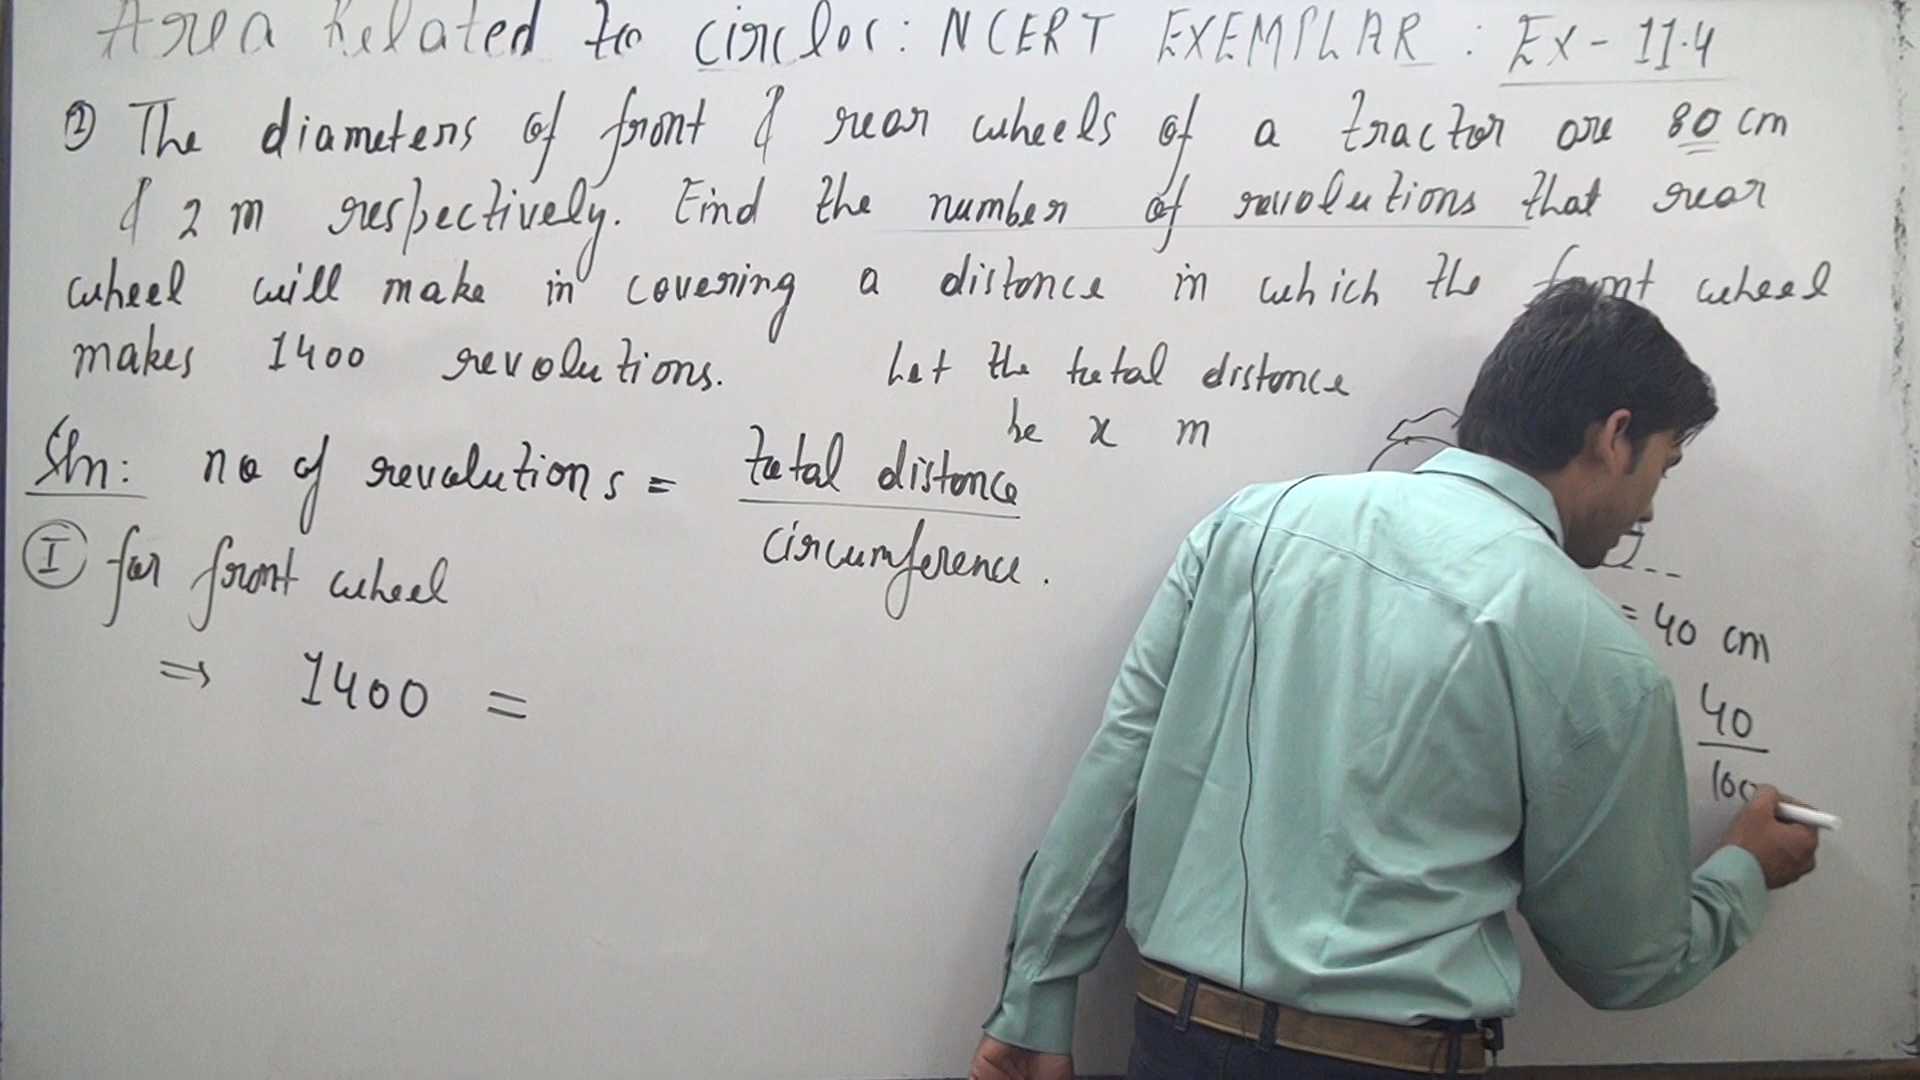 Area Related to circles: NCERT EXEMPLAR : Ex - 11.4
② The diameters of front & rear wheels of a tractor are 80 cm
& 2 m respectively. Find the number of revolutions that rear
wheel will make in covering a distance in which the front wheel
makes 1400 revolutions.
Let the total distance
be x m
Sln: no of revolutions = total distance
circumference.
I for front wheel
⇒ 1400 =
= 40 cm
40
100